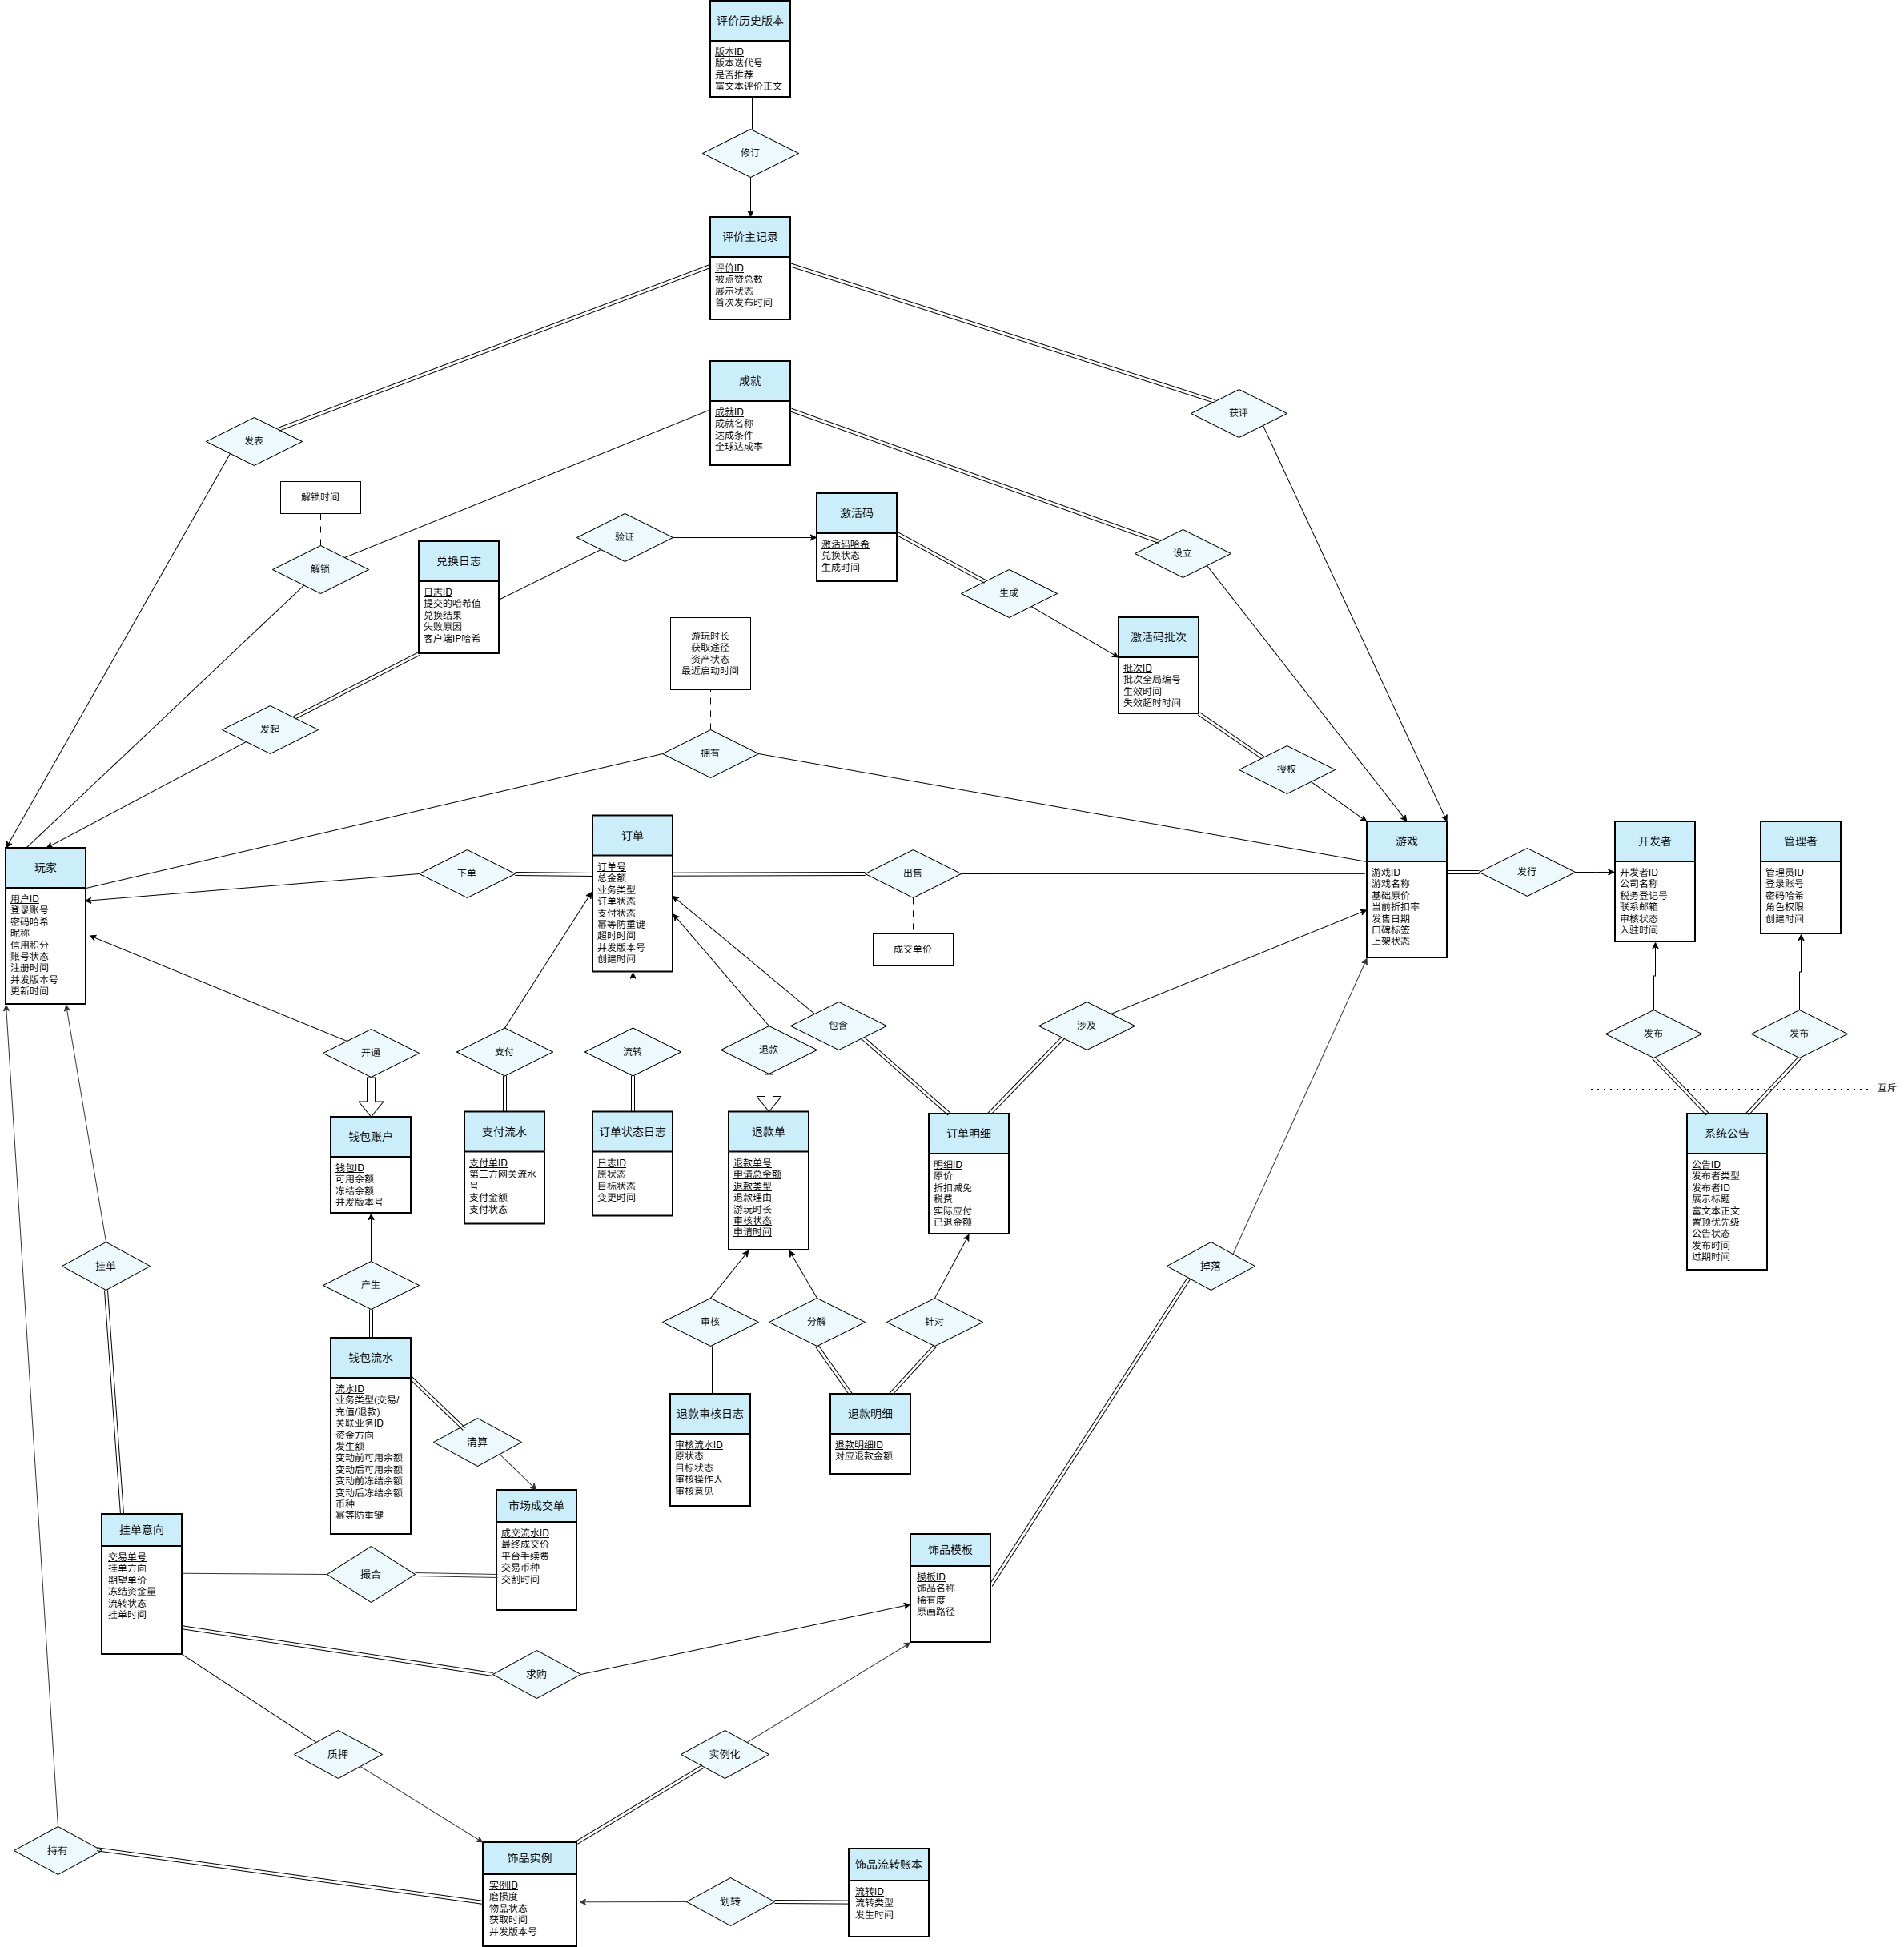 评价历史版本
版本ID
版本迭代号
是否推荐
富文本评价正文
修订
评价主记录
评价ID
被点赞总数
展示状态
首次发布时间
发表
获评
成就
成就ID
成就名称
达成条件
全球达成率
解锁时间
解锁
设立
兑换日志
日志ID
提交的哈希值
兑换结果
失败原因
客户端IP哈希
验证
激活码
激活码哈希
兑换状态
生成时间
生成
激活码批次
批次ID
批次全局编号
生效时间
失效超时时间
发起
游玩时长
获取途径
资产状态
最近启动时间
拥有
授权
玩家
用户ID
登录账号
密码哈希
昵称
信用积分
账号状态
注册时间
并发版本号
更新时间
下单
订单
订单号
总金额
业务类型
订单状态
支付状态
幂等防重键
超时时间
并发版本号
创建时间
出售
成交单价
游戏
游戏ID
游戏名称
基础原价
当前折扣率
发售日期
口碑标签
上架状态
发行
开发者
开发者ID
公司名称
税务登记号
联系邮箱
审核状态
入驻时间
管理者
管理员ID
登录账号
密码哈希
角色权限
创建时间
开通
支付
流转
退款
包含
涉及
发布
发布
互斥
钱包账户
钱包ID
可用余额
冻结余额
并发版本号
支付流水
支付单ID
第三方网关流水
号
支付金额
支付状态
订单状态日志
日志ID
原状态
目标状态
变更时间
退款单
退款单号
申请总金额
退款类型
退款理由
游玩时长
审核状态
申请时间
订单明细
明细ID
原价
折扣减免
税费
实际应付
已退金额
系统公告
公告ID
发布者类型
发布者ID
展示标题
富文本正文
置顶优先级
公告状态
发布时间
过期时间
挂单
产生
审核
分解
针对
掉落
钱包流水
流水ID
业务类型(交易/
充值/退款)
关联业务ID
资金方向
发生额
变动前可用余额
变动后可用余额
变动前冻结余额
变动后冻结余额
币种
幂等防重键
清算
退款审核日志
审核流水ID
原状态
目标状态
审核操作人
审核意见
退款明细
退款明细ID
对应退款金额
市场成交单
成交流水ID
最终成交价
平台手续费
交易币种
交割时间
挂单意向
交易单号
挂单方向
期望单价
冻结资金量
流转状态
挂单时间
撮合
饰品模板
模板ID
饰品名称
稀有度
原画路径
求购
质押
实例化
持有
饰品实例
实例ID
磨损度
物品状态
获取时间
并发版本号
划转
饰品流转账本
流转ID
流转类型
发生时间